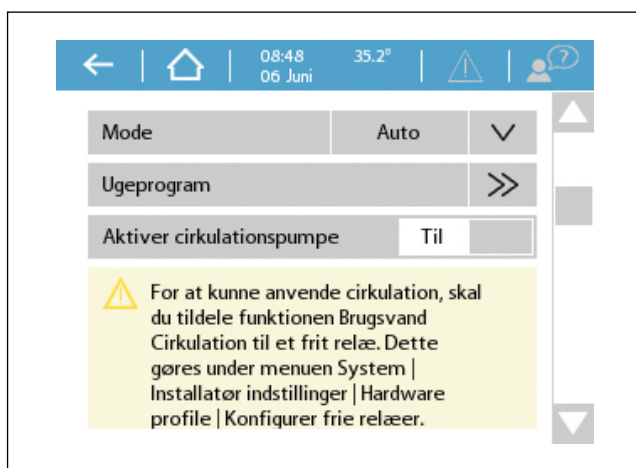 08:48 35.2°
06 Juni
?
Mode Auto
Ugeprogram
Aktiver cirkulationspumpe Til
For at kunne anvende cirkulation, skal
du tildele funktionen Brugsvand
Cirkulation til et frit relæ. Dette
gøres under menuen System |
Installatør indstillinger | Hardware
profile | Konfigurer frie relæer.